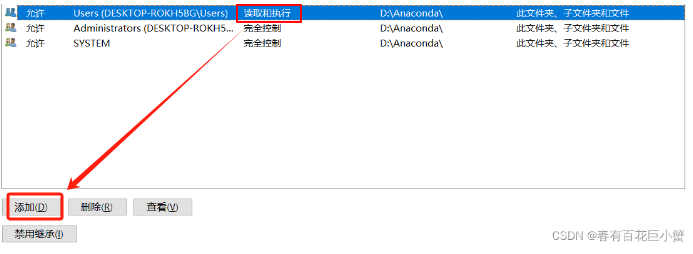 允许 Users (DESKTOP-ROKH5BG\Users) 读取和执行 D:\Anaconda\ 此文件夹、子文件夹和文件
允许 Administrators (DESKTOP-ROKH5... 完全控制 D:\Anaconda\ 此文件夹、子文件夹和文件
允许 SYSTEM 完全控制 D:\Anaconda\ 此文件夹、子文件夹和文件
添加(D) 删除(R) 查看(V)
禁用继承(I)
CSDN @春有百花巨小蟹